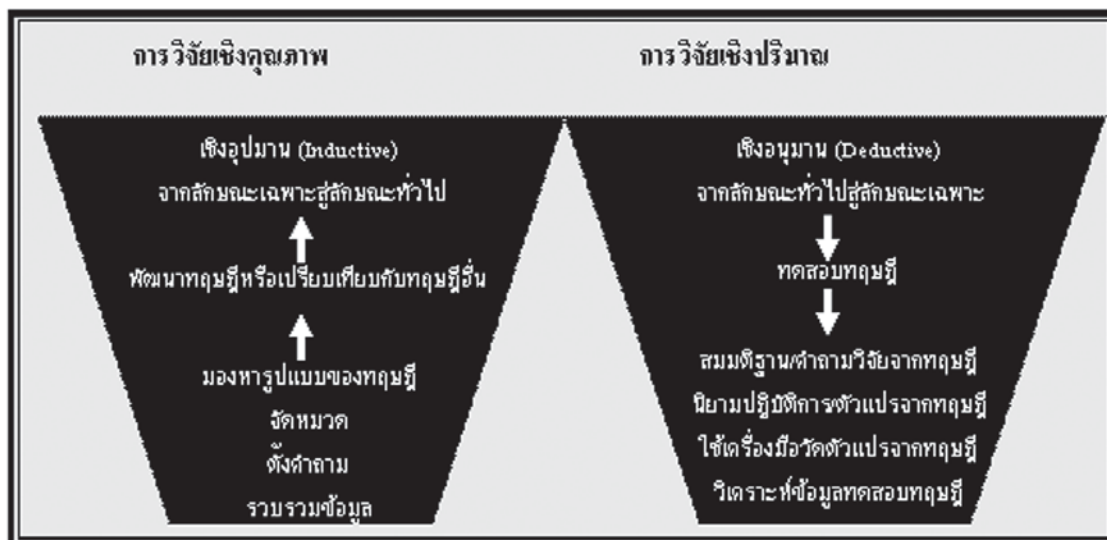 การวิจัยเชิงคุณภาพ
เชิงอุปมาน (Inductive)
จากลักษณะเฉพาะสู่ลักษณะทั่วไป
พัฒนาทฤษฎีหรือเปรียบเทียบกับทฤษฎีอื่น
มองหารูปแบบของทฤษฎี
จัดหมวด
ตั้งคำถาม
รวบรวมข้อมูล
การวิจัยเชิงปริมาณ
เชิงอนุมาน (Deductive)
จากลักษณะทั่วไปสู่ลักษณะเฉพาะ
ทดสอบทฤษฎี
สมมติฐาน/คำถามวิจัยจากทฤษฎี
นิยามปฏิบัติการ/ตัวแปรจากทฤษฎี
ใช้เครื่องมือวัดตัวแปรจากทฤษฎี
วิเคราะห์ข้อมูลทดสอบทฤษฎี